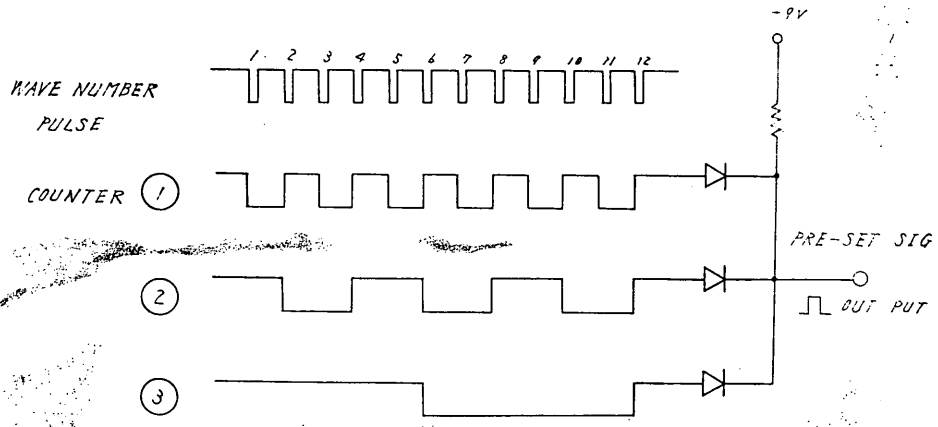 -9V
1 2 3 4 5 6 7 8 9 10 11 12
WAVE NUMBER
PULSE
COUNTER 1
PRE-SET SIG
2
OUT PUT
3